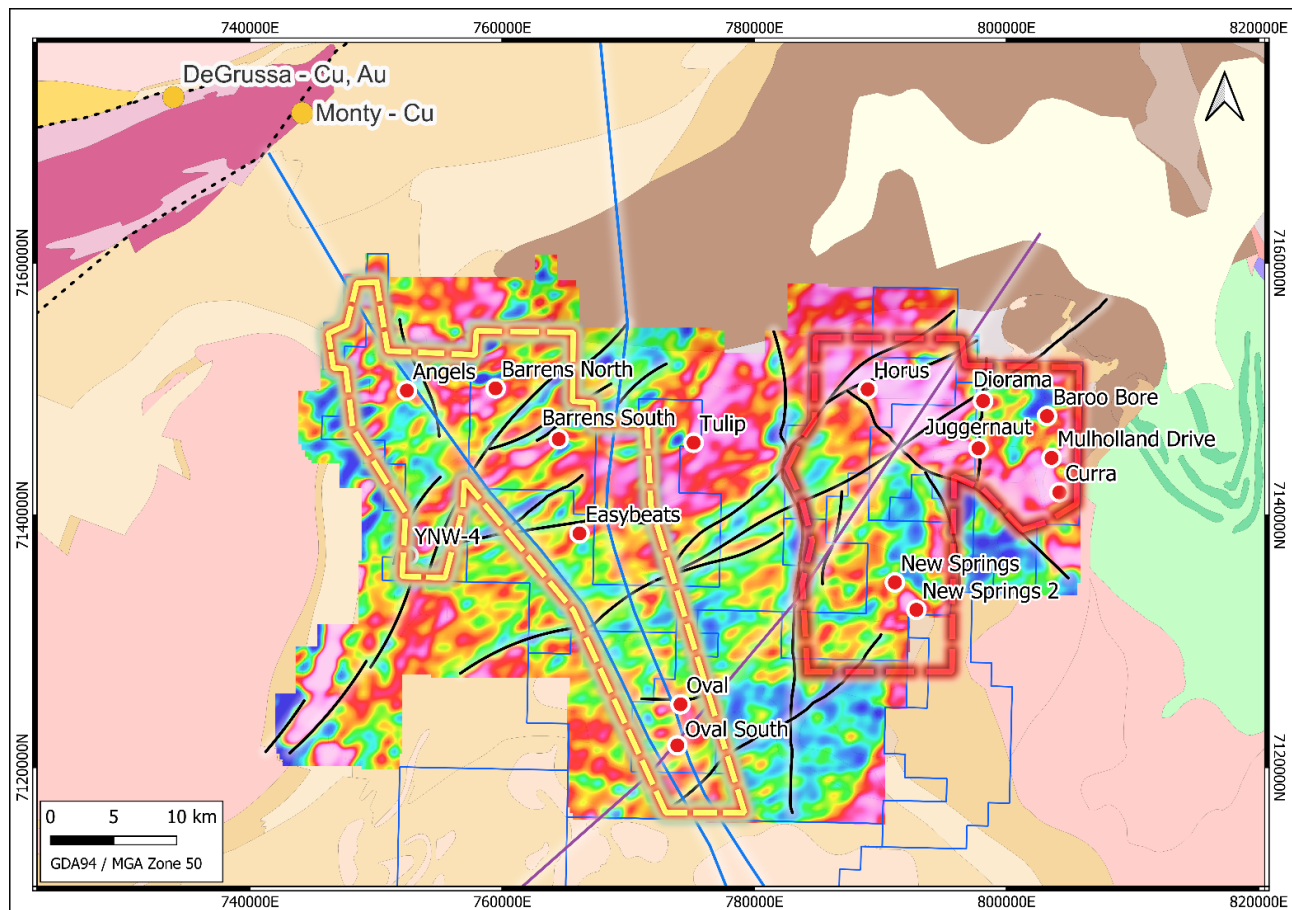 740000E
760000E
780000E
800000E
820000E
DeGrussa - Cu, Au
Monty - Cu
7160000N
7160000N
Angels
Barrens North
Horus
Diorama
Baroo Bore
Barrens South
Tulip
Juggernaut
Mulholland Drive
Curra
7140000N
7140000N
YNW-4
Easybeats
New Springs
New Springs 2
Oval
Oval South
7120000N
7120000N
0 5 10 km
GDA94 / MGA Zone 50
740000E
760000E
780000E
800000E
820000E